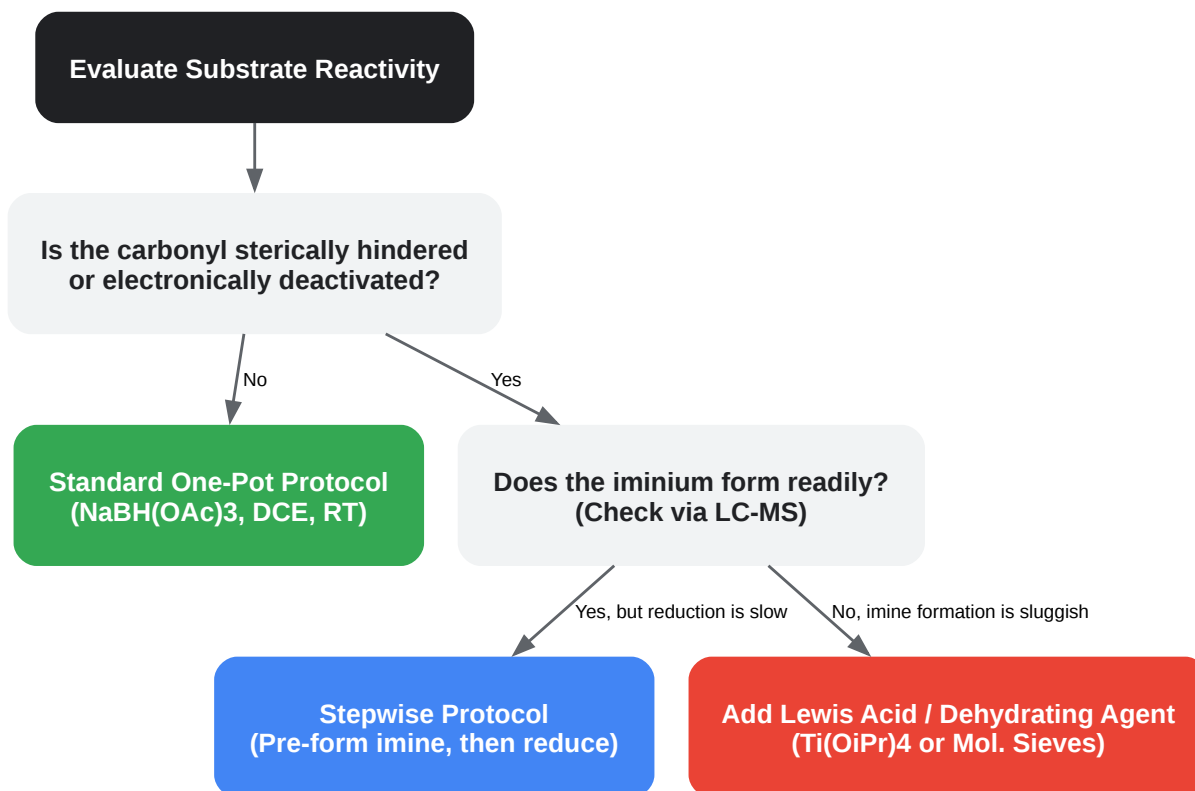 Evaluate Substrate Reactivity
Is the carbonyl sterically hindered
or electronically deactivated?
No
Yes
Standard One-Pot Protocol
(NaBH(OAc)3, DCE, RT)
Does the iminium form readily?
(Check via LC-MS)
Yes, but reduction is slow
No, imine formation is sluggish
Stepwise Protocol
(Pre-form imine, then reduce)
Add Lewis Acid / Dehydrating Agent
(Ti(OiPr)4 or Mol. Sieves)